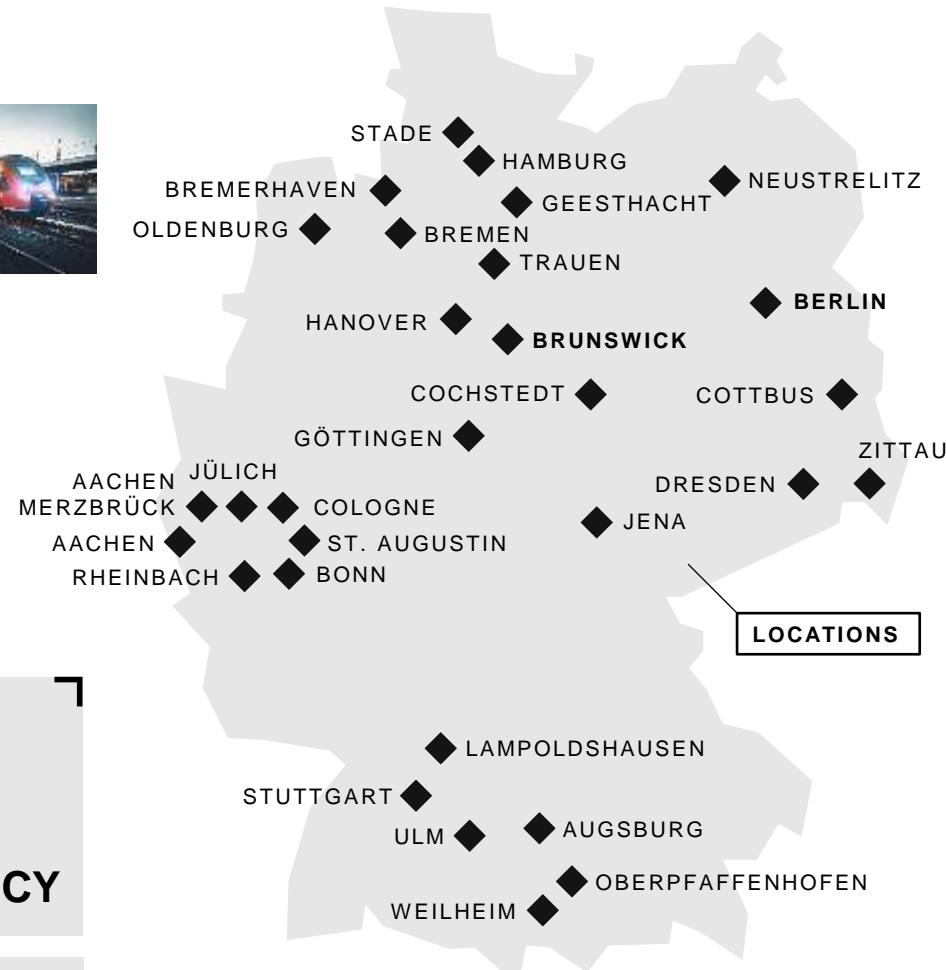 STADE
HAMBURG
NEUSTRELITZ
BREMERHAVEN
GEESTHACHT
OLDENBURG
BREMEN
TRAUEN
BERLIN
HANOVER
BRUNSWICK
COCHSTEDT
COTTBUS
GÖTTINGEN
ZITTAU
JÜLICH
AACHEN
MERZBRÜCK
COLOGNE
DRESDEN
JENA
AACHEN
ST. AUGUSTIN
RHEINBACH
BONN
LOCATIONS
LAMPOLDSHAUSEN
STUTTGART
ULM
AUGSBURG
CY
OBERPFAFFENHOFEN
WEILHEIM